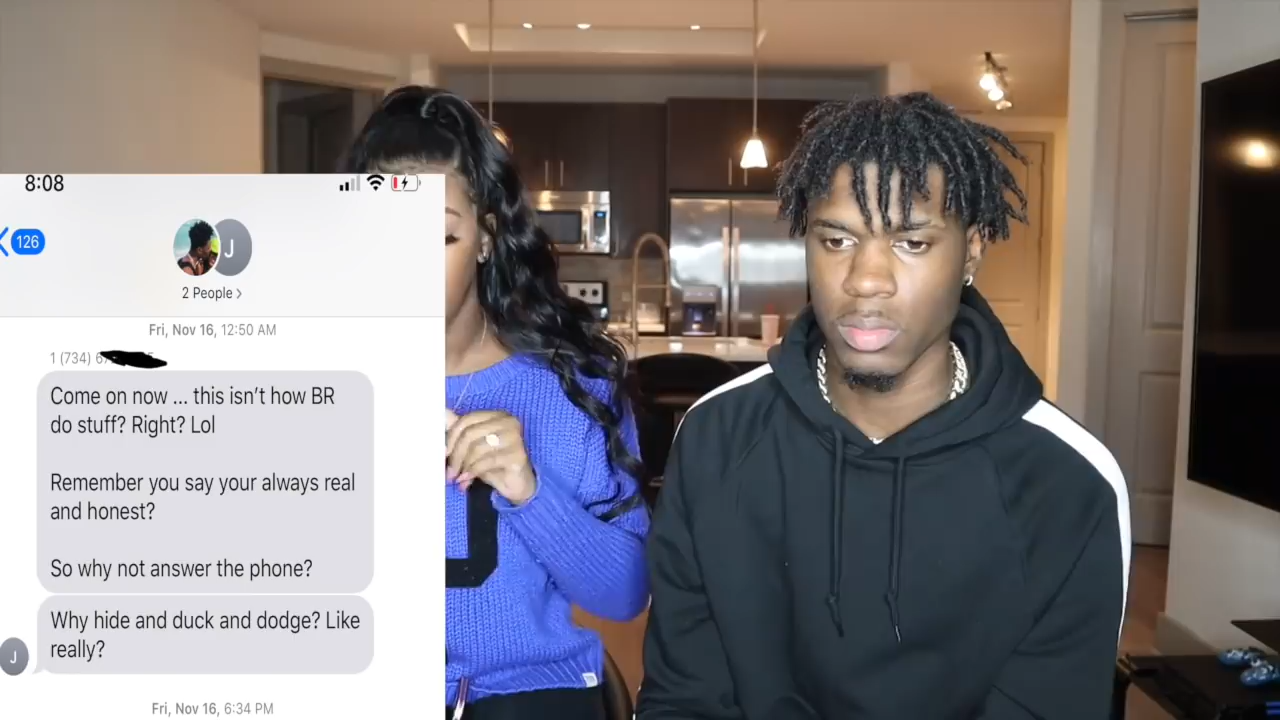 8:08
126
J
2 People >
Fri, Nov 16, 12:50 AM
1 (734) 6
Come on now ... this isn't how BR
do stuff? Right? Lol
Remember you say your always real
and honest?
So why not answer the phone?
Why hide and duck and dodge? Like
really?
J
Fri, Nov 16, 6:34 PM